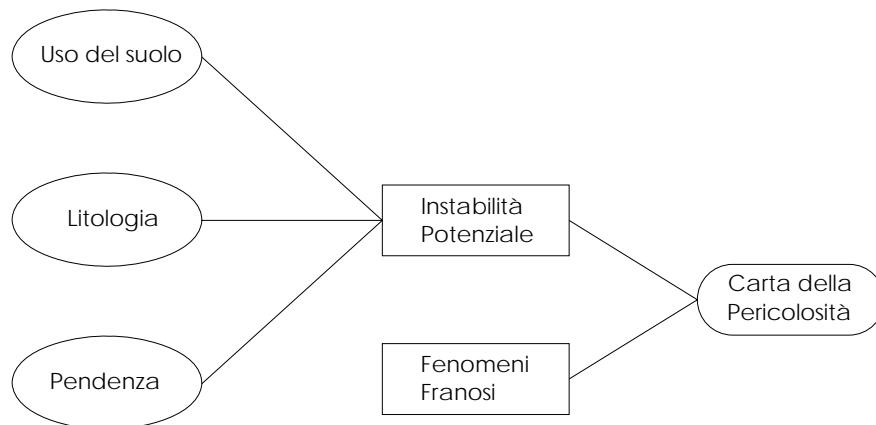 Uso del suolo
Litologia
Pendenza
Instabilità
Potenziale
Fenomeni
Franosi
Carta della
Pericolosità